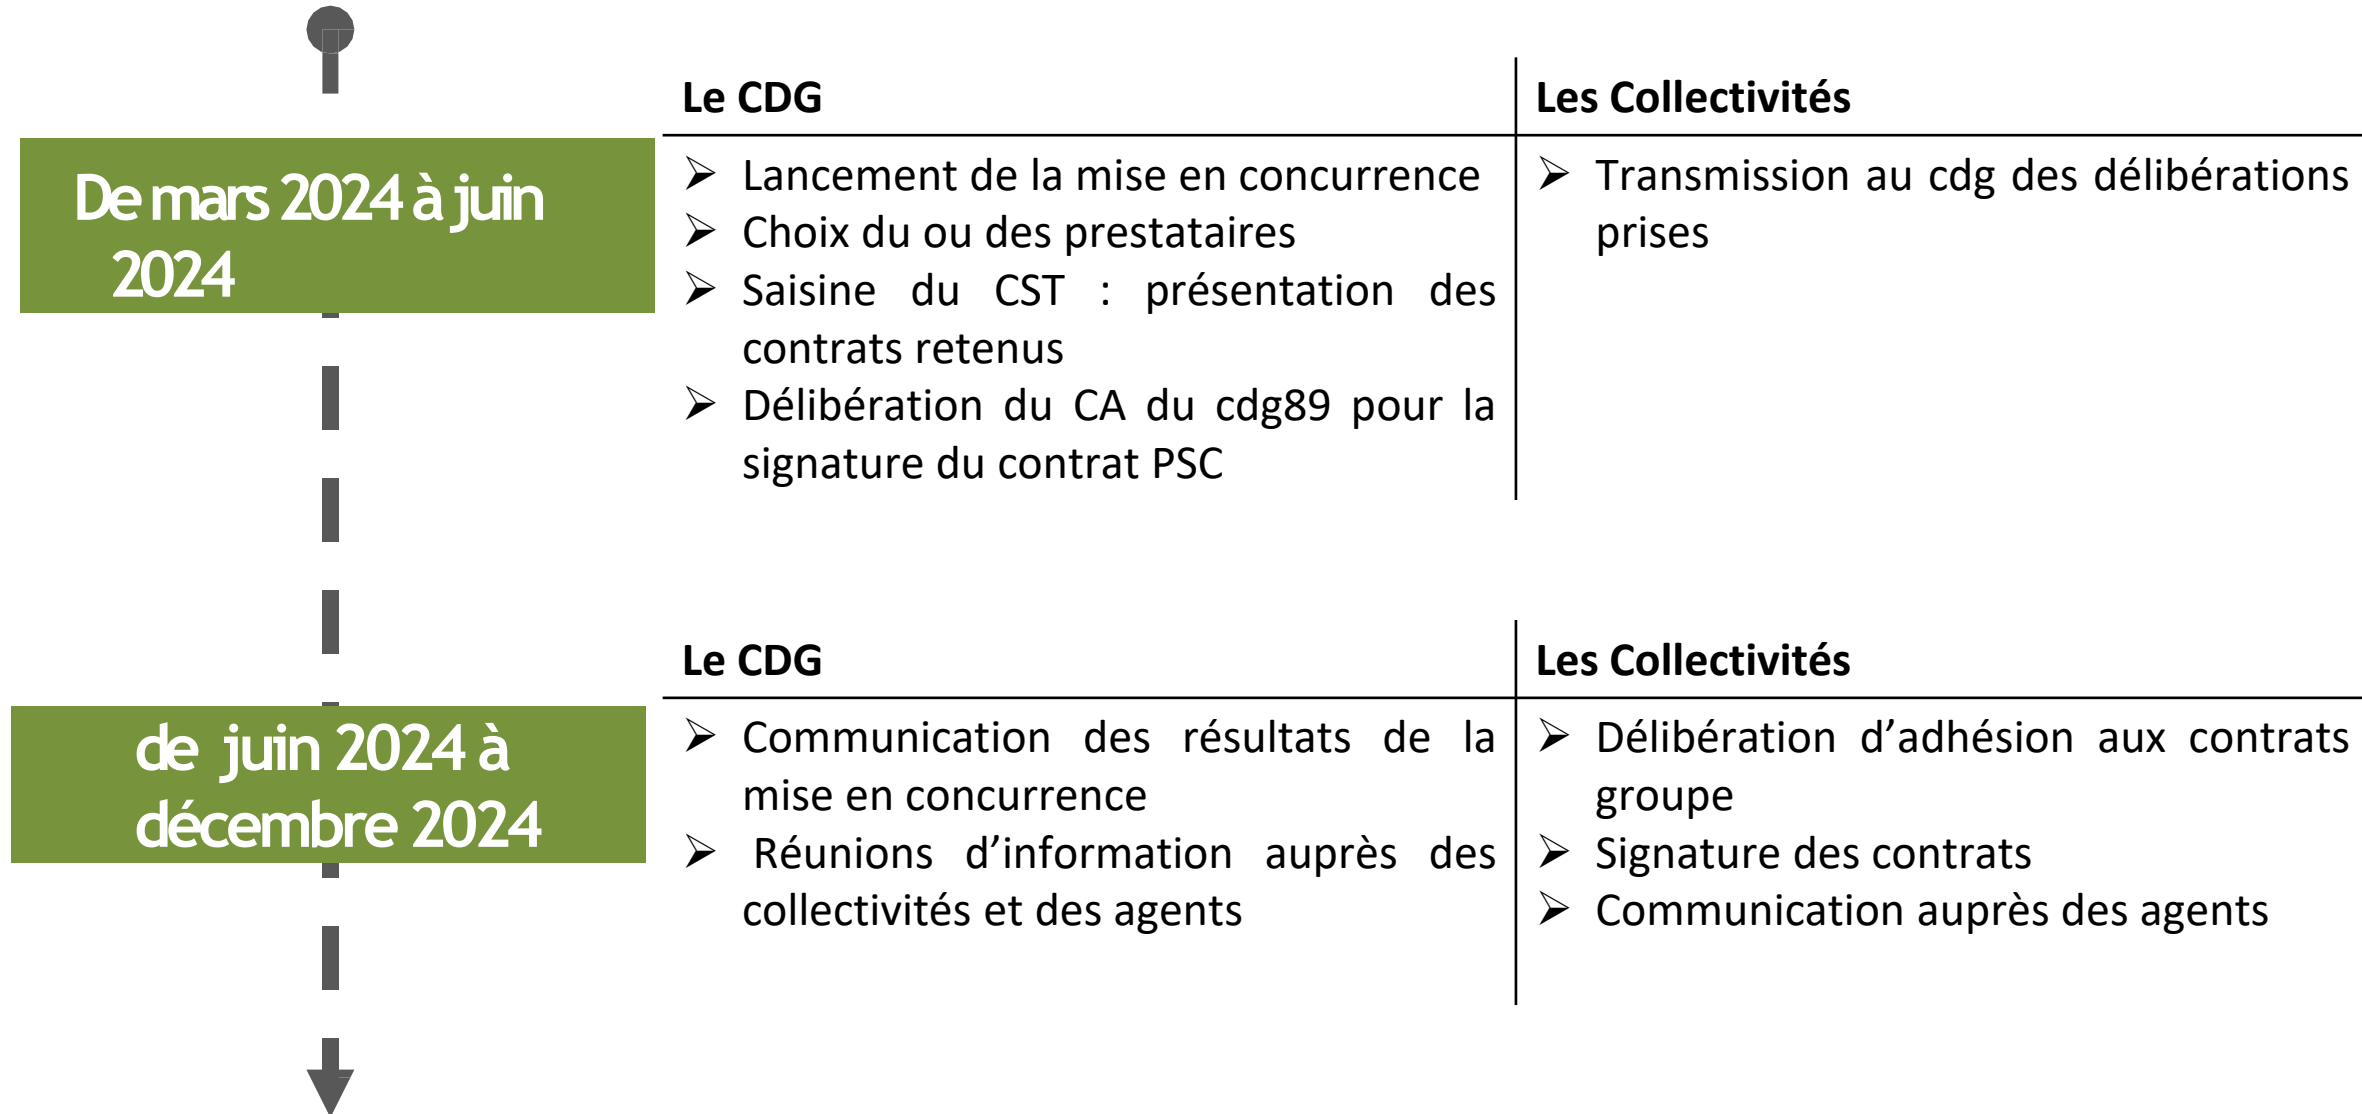 De mars 2024 à juin
2024
Le CDG
Les Collectivités
➢ Lancement de la mise en concurrence
➢ Choix du ou des prestataires
➢ Saisine du CST : présentation des
contrats retenus
➢ Délibération du CA du cdg89 pour la
signature du contrat PSC
➢ Transmission au cdg des délibérations
prises
de juin 2024 à
décembre 2024
Le CDG
Les Collectivités
➢ Communication des résultats de la
mise en concurrence
➢ Réunions d’information auprès des
collectivités et des agents
➢ Délibération d’adhésion aux contrats
groupe
➢ Signature des contrats
➢ Communication auprès des agents